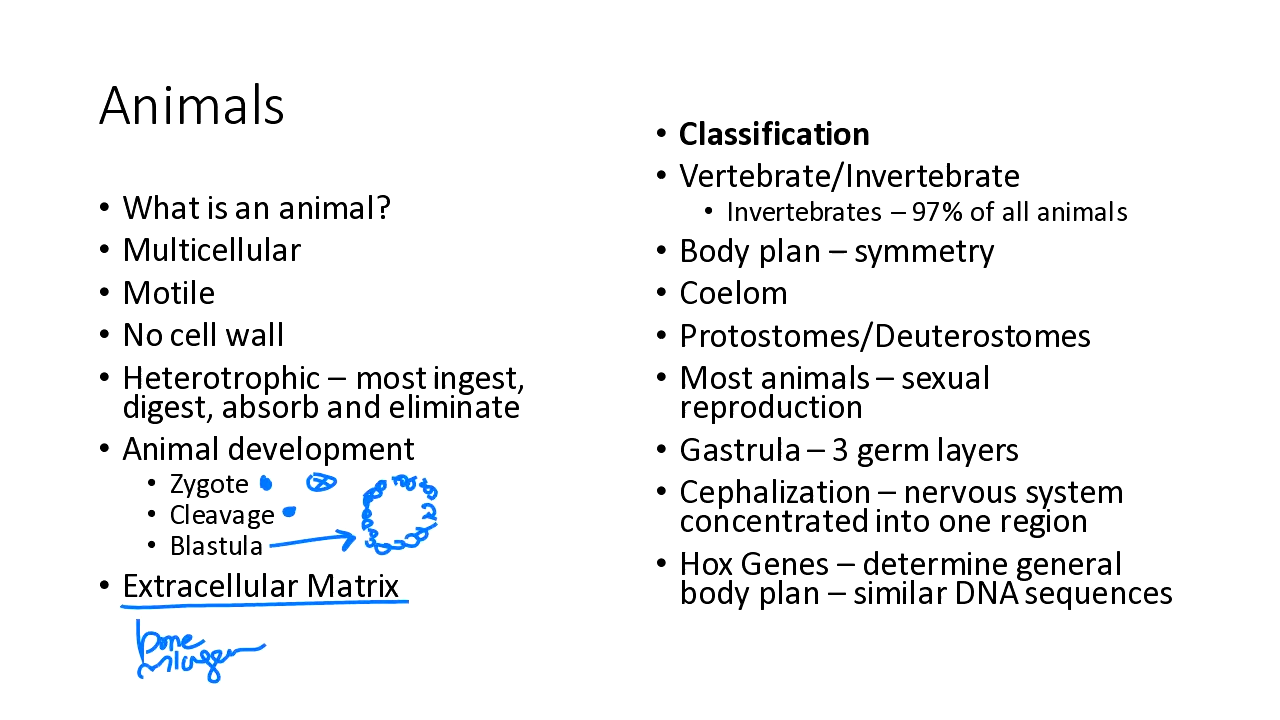 Animals
• What is an animal?
• Multicellular
• Motile
• No cell wall
• Heterotrophic – most ingest,
digest, absorb and eliminate
• Animal development
• Zygote
• Cleavage
• Blastula
• Extracellular Matrix
bone
• Classification
• Vertebrate/Invertebrate
• Invertebrates – 97% of all animals
• Body plan – symmetry
• Coelom
• Protostomes/Deuterostomes
• Most animals – sexual
reproduction
• Gastrula – 3 germ layers
• Cephalization – nervous system
concentrated into one region
• Hox Genes – determine general
body plan – similar DNA sequences